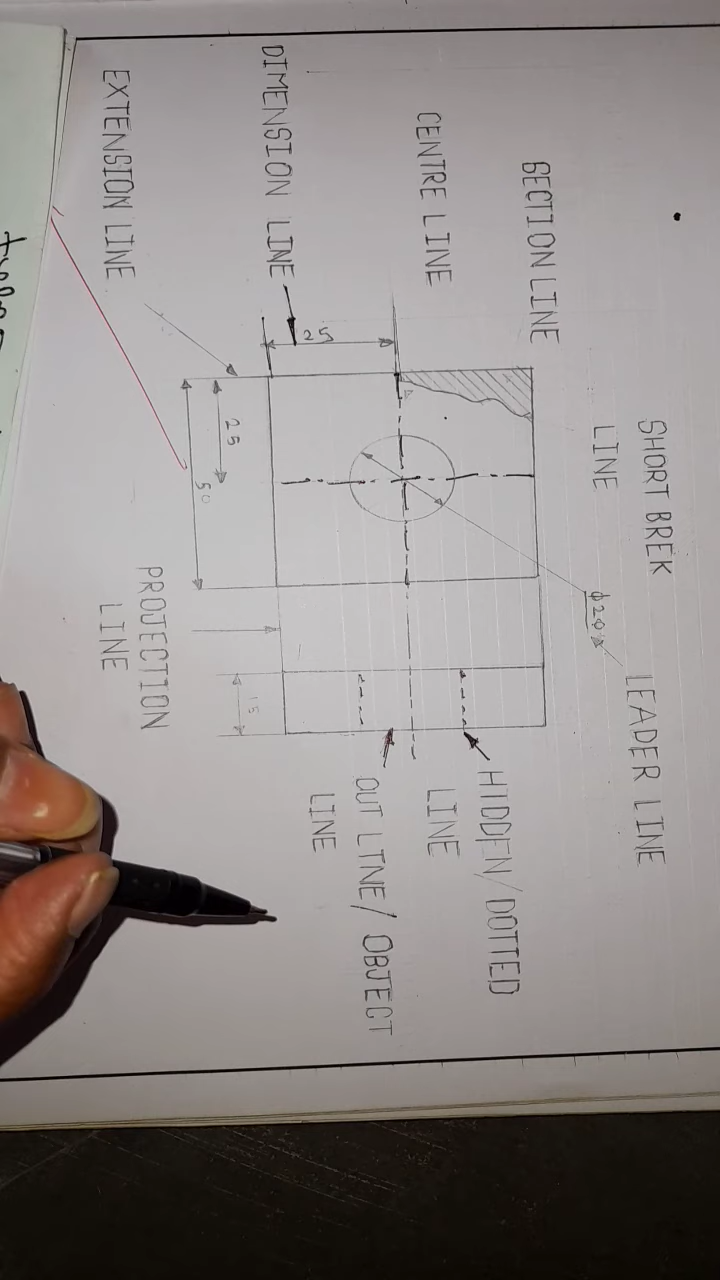 SHORT BREK
LINE
LEADER LINE
ϕ20
SECTION LINE
CENTRE LINE
HIDDEN/DOTTED
LINE
DIMENSION LINE
25
OUT LINE/ OBJECT
LINE
EXTENSION LINE
25
50
15
PROJECTION
LINE